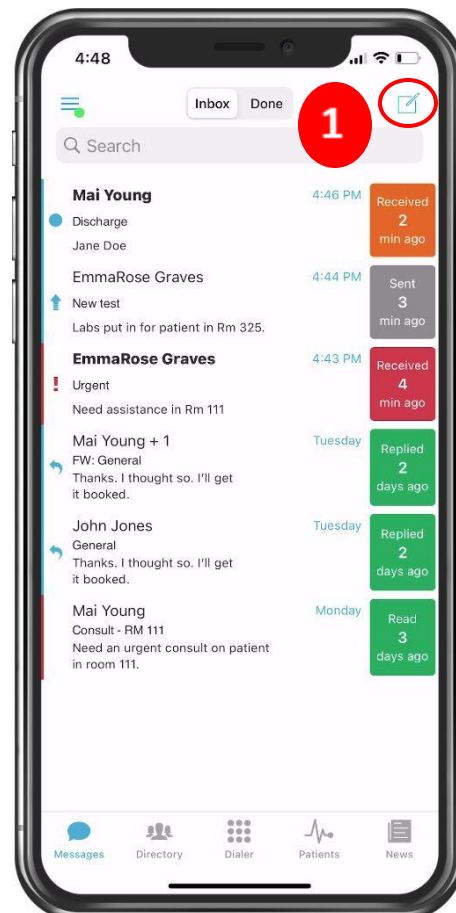 4:48
Inbox Done
1
Search
Mai Young 4:46 PM
Discharge
Jane Doe
Received
2
min ago
EmmaRose Graves 4:44 PM
New test
Labs put in for patient in Rm 325.
Sent
3
min ago
EmmaRose Graves 4:43 PM
! Urgent
Need assistance in Rm 111
Received
4
min ago
Mai Young + 1 Tuesday
FW: General
Thanks. I thought so. I'll get
it booked.
Replied
2
days ago
John Jones Tuesday
General
Thanks. I thought so. I'll get
it booked.
Replied
2
days ago
Mai Young Monday
Consult - RM 111
Need an urgent consult on patient
in room 111.
Read
3
days ago
Messages Directory Dialer Patients News